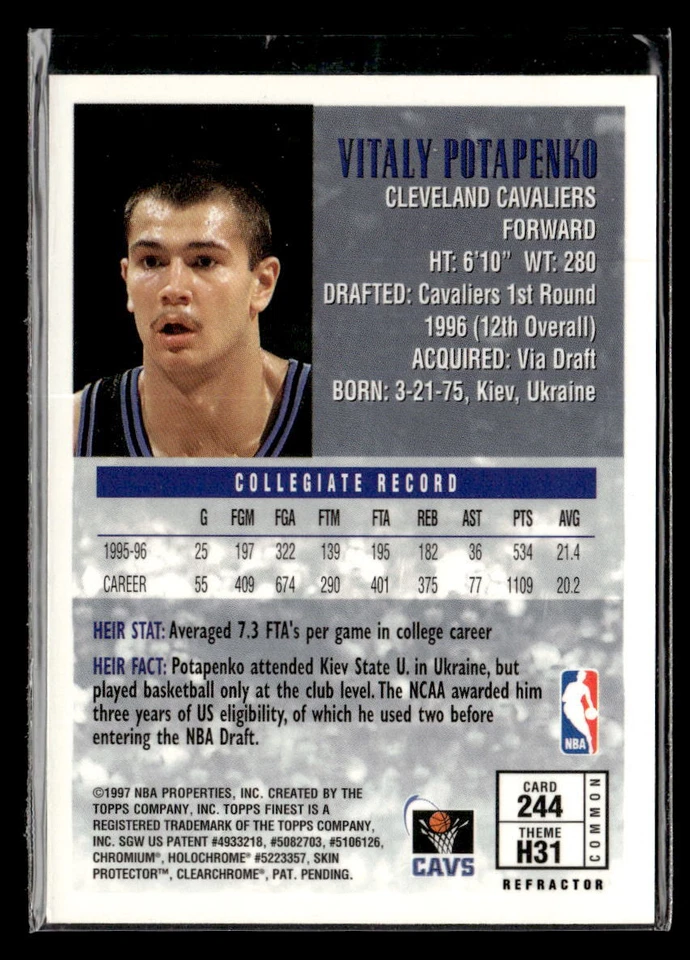 VITALY POTAPENKO
CLEVELAND CAVALIERS
FORWARD
HT: 6'10" WT: 280
DRAFTED: Cavaliers 1st Round
1996 (12th Overall)
ACQUIRED: Via Draft
BORN: 3-21-75, Kiev, Ukraine
COLLEGIATE RECORD
G FGM FGA FTM FTA REB AST PTS AVG
1995-96 25 197 322 139 195 182 36 534 21.4
CAREER 55 409 674 290 401 375 77 1109 20.2
HEIR STAT: Averaged 7.3 FTA's per game in college career
HEIR FACT: Potapenko attended Kiev State U. in Ukraine, but
played basketball only at the club level. The NCAA awarded him
three years of US eligibility, of which he used two before
entering the NBA Draft.
NBA
©1997 NBA PROPERTIES, INC. CREATED BY THE
TOPPS COMPANY, INC. TOPPS FINEST IS A
REGISTERED TRADEMARK OF THE TOPPS COMPANY,
INC. SGW US PATENT #4933218, #5082703, #5106126,
CHROMIUM®, HOLOCHROME® #5223357, SKIN
PROTECTOR™, CLEARCHROME®, PAT. PENDING.
CAVS
CARD
244
THEME
H31
COMMON
REFRACTOR